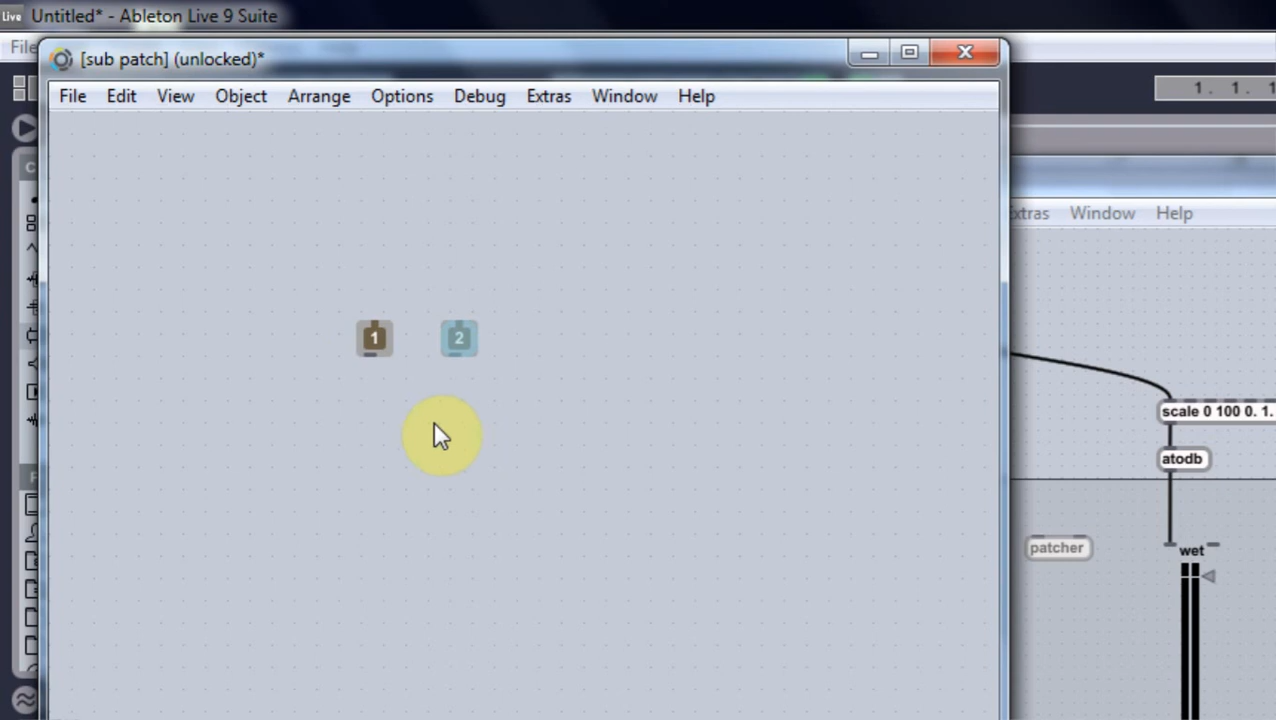 Live Untitled* - Ableton Live 9 Suite
File
[sub patch] (unlocked)*
File Edit View Object Arrange Options Debug Extras Window Help
1. 1. 1
Extras Window Help
1 2
scale 0 100 0. 1.
atodb
patcher
wet